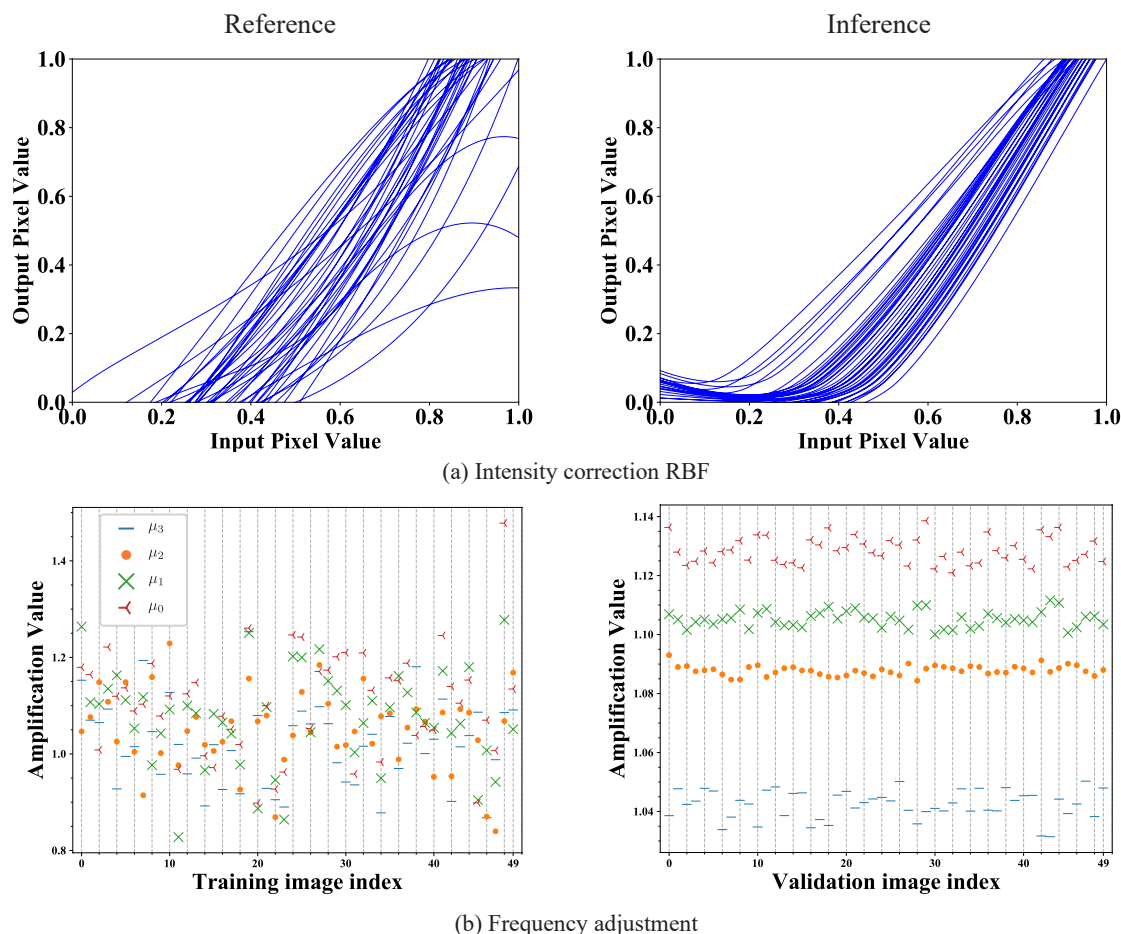 Reference
Inference
1.0
0.8
0.6
0.4
0.2
0.0
0.0 0.2 0.4 0.6 0.8 1.0
Output Pixel Value
Input Pixel Value
1.0
0.8
0.6
0.4
0.2
0.0
0.0 0.2 0.4 0.6 0.8 1.0
Output Pixel Value
Input Pixel Value
(a) Intensity correction RBF
μ3
μ2
μ1
μ0
1.4
1.2
1.0
0.8
0 10 20 30 40 49
Amplification Value
Training image index
1.14
1.12
1.10
1.08
1.06
1.04
0 10 20 30 40 49
Amplification Value
Validation image index
(b) Frequency adjustment